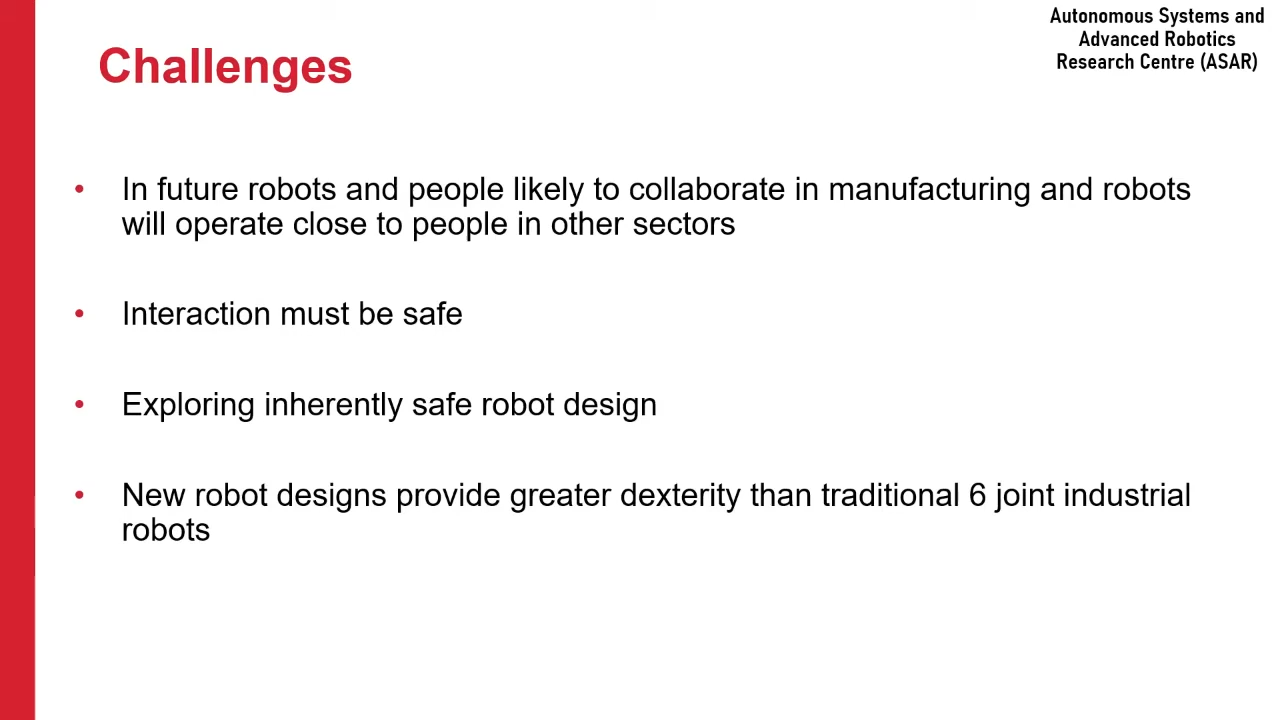 Autonomous Systems and
Advanced Robotics
Research Centre (ASAR)
Challenges
• In future robots and people likely to collaborate in manufacturing and robots
will operate close to people in other sectors
• Interaction must be safe
• Exploring inherently safe robot design
• New robot designs provide greater dexterity than traditional 6 joint industrial
robots